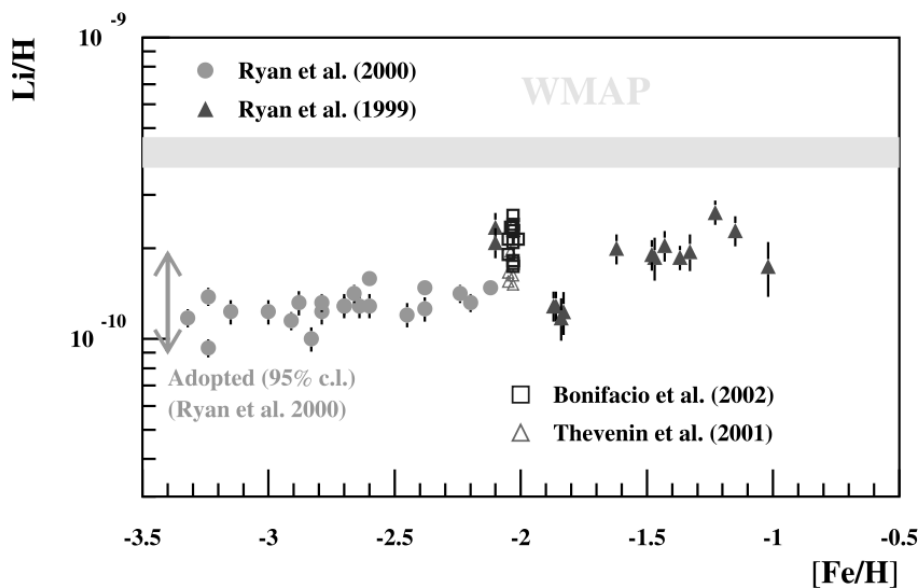 Li/H
10 -9
Ryan et al. (2000)
Ryan et al. (1999)
WMAP
10 -10
Adopted (95% c.l.)
(Ryan et al. 2000)
Bonifacio et al. (2002)
Thevenin et al. (2001)
-3.5 -3 -2.5 -2 -1.5 -1 -0.5
[Fe/H]